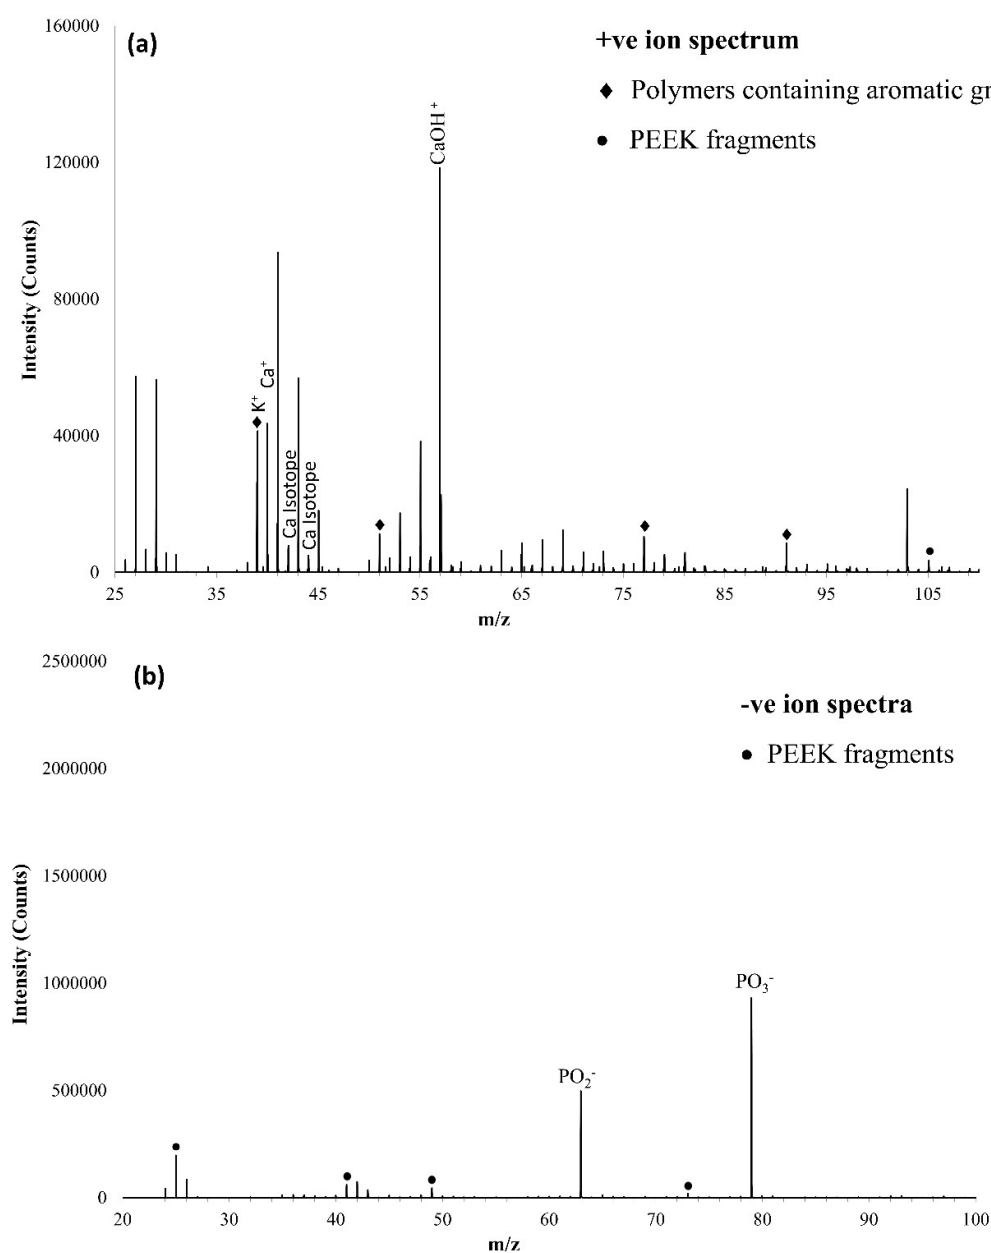 160000
(a)
+ve ion spectrum
♦ Polymers containing aromatic gr
● PEEK fragments
CaOH⁺
120000
80000
40000
0
Intensity (Counts)
K⁺
Ca⁺
Ca Isotope
Ca Isotope
25 35 45 55 65 75 85 95 105
m/z
2500000
(b)
-ve ion spectra
● PEEK fragments
2000000
1500000
1000000
500000
0
Intensity (Counts)
PO₃⁻
PO₂⁻
20 30 40 50 60 70 80 90 100
m/z